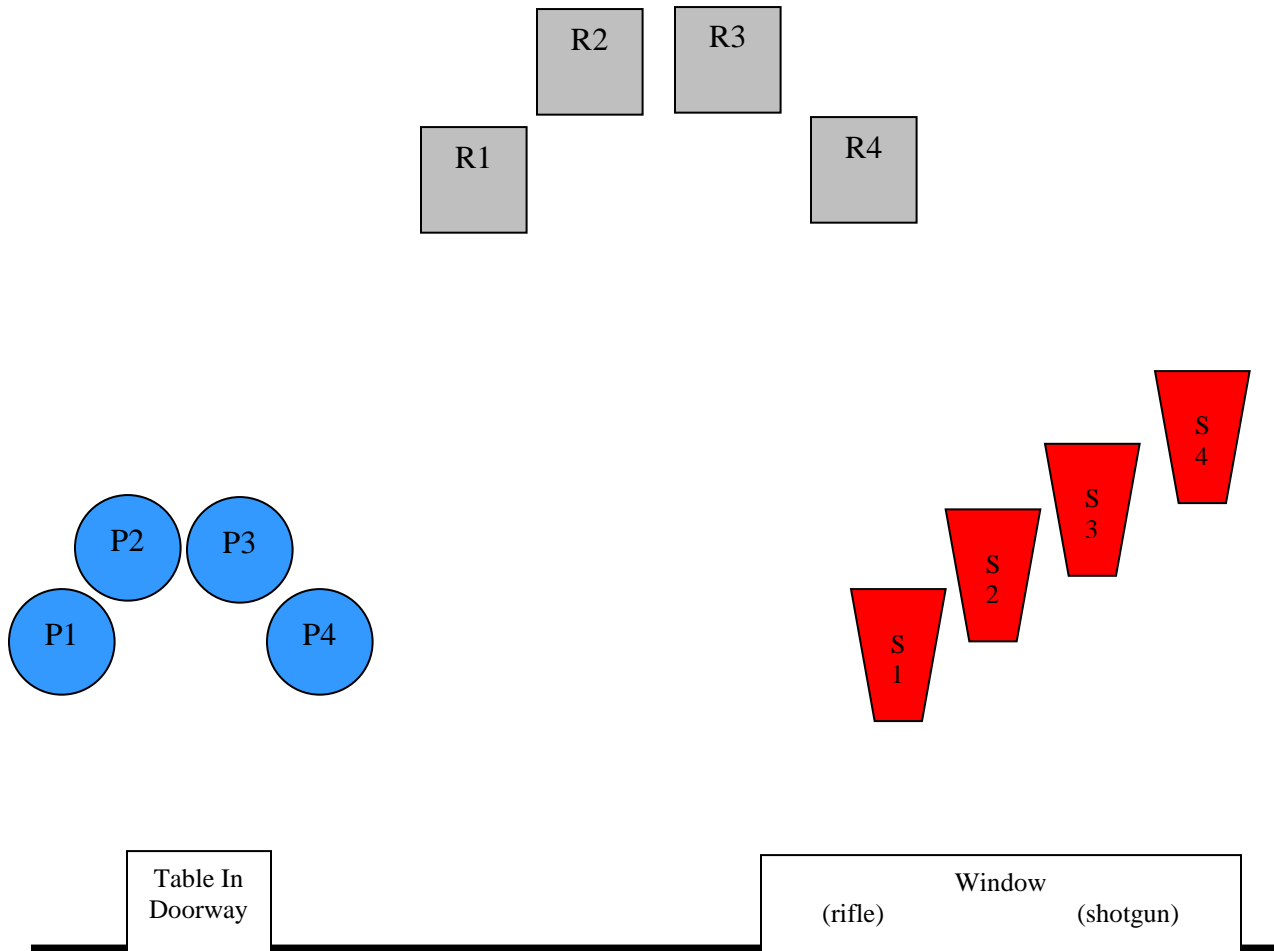 R2
R3
R1
R4
S
4
S
3
P2
P3
S
2
P1
P4
S
1
Table In
Doorway
Window
(rifle)
(shotgun)